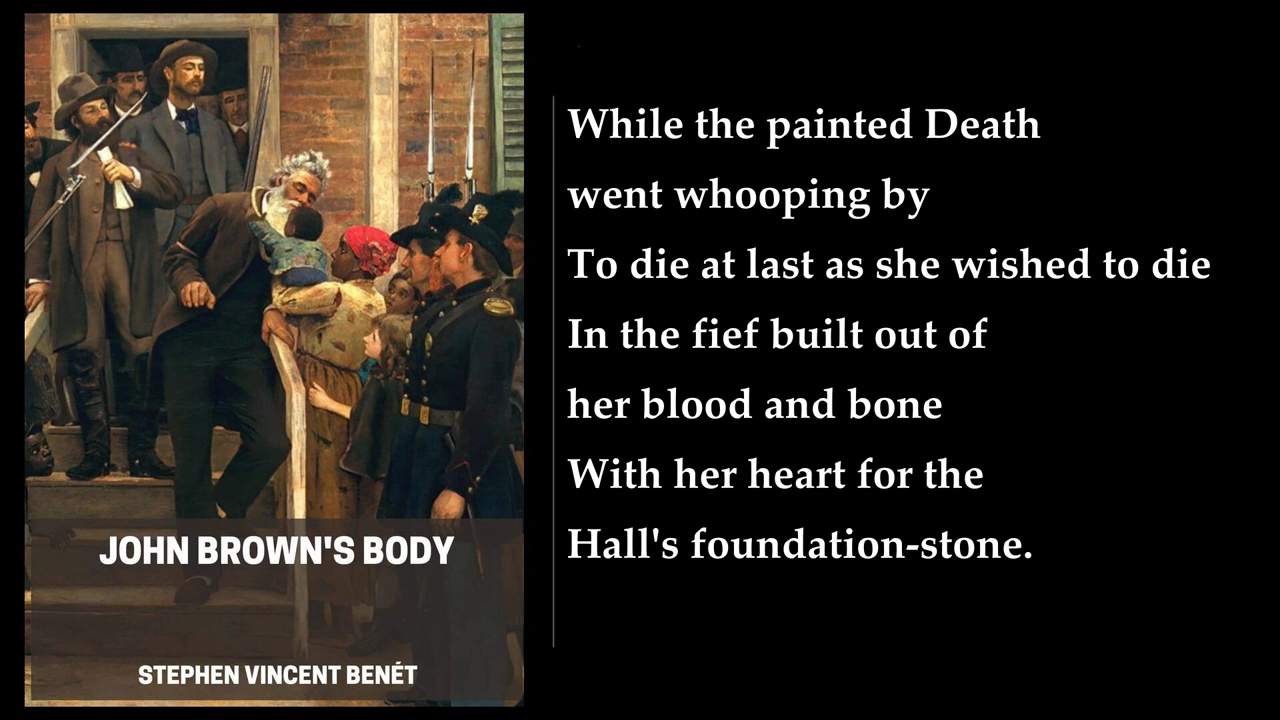 JOHN BROWN'S BODY
STEPHEN VINCENT BENÉT
While the painted Death
went whooping by
To die at last as she wished to die
In the fief built out of
her blood and bone
With her heart for the
Hall's foundation-stone.